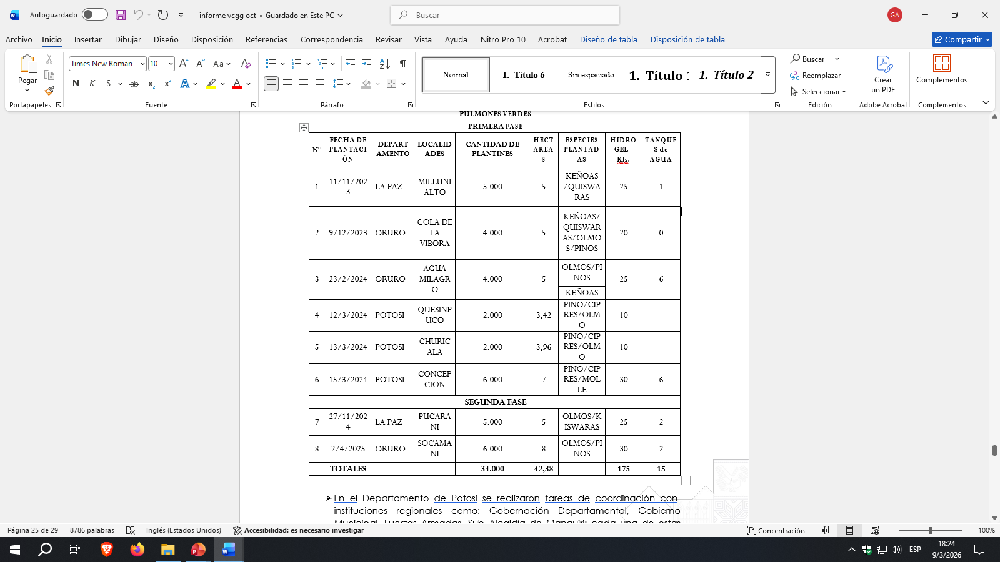 Autoguardado
informe vcgg oct • Guardado en Este PC
Buscar
GA
Archivo Inicio Insertar Dibujar Diseño Disposición Referencias Correspondencia Revisar Vista Ayuda Nitro Pro 10 Acrobat Diseño de tabla Disposición de tabla
Compartir
Pegar
Portapapeles
Times New Roman 10
N K S ab x₂ x²
Fuente
Párrafo
Normal
1. Título 6
Sin espaciado
1. Título 1
1. Título 2
Estilos
Buscar
Reemplazar
Seleccionar
Edición
Crear
un PDF
Adobe Acrobat
Complementos
Complementos
PULMONES VERDES
PRIMERA FASE
N° FECHA DE PLANTACIÓN DEPARTAMENTO LOCALIDADES CANTIDAD DE PLANTINES HECTAREAS ESPECIES PLANTADAS HIDROGEL - Kls. TANQUES de AGUA
1 11/11/2023 LA PAZ MILLUNI ALTO 5.000 5 KEÑOAS/QUISWARAS 25 1
2 9/12/2023 ORURO COLA DE LA VIBORA 4.000 5 KEÑOAS/QUISWARAS/OLMOS/PINOS 20 0
3 23/2/2024 ORURO AGUA MILAGRO 4.000 5 OLMOS/PINOS KEÑOAS 25 6
4 12/3/2024 POTOSI QUESINPUCO 2.000 3,42 PINO/CIPRES/OLMO 10
5 13/3/2024 POTOSI CHURICALA 2.000 3,96 PINO/CIPRES/OLMO 10
6 15/3/2024 POTOSI CONCEPCION 6.000 7 PINO/CIPRES/MOLLE 30 6
SEGUNDA FASE
7 27/11/2024 LA PAZ PUCARANI 5.000 5 OLMOS/KISWARAS 25 2
8 2/4/2025 ORURO SOCAMANI 6.000 8 OLMOS/PINOS 30 2
TOTALES 34.000 42,38 175 15
➢ En el Departamento de Potosí se realizaron tareas de coordinación con
instituciones regionales como: Gobernación Departamental, Gobierno
Municipal, Fuerzas Armadas, Sub Alcaldía de Manquiri; cada una de estas
Página 25 de 29 8786 palabras Inglés (Estados Unidos) Accesibilidad: es necesario investigar
Concentración
100%
ESP
18:24
9/3/2026